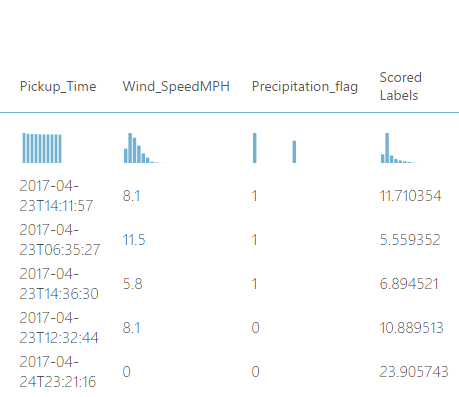 Pickup_Time Wind_SpeedMPH Precipitation_flag Scored
Labels
2017-04-
23T14:11:57 8.1 1 11.710354
2017-04-
23T06:35:27 11.5 1 5.559352
2017-04-
23T14:36:30 5.8 1 6.894521
2017-04-
23T12:32:44 8.1 0 10.889513
2017-04-
24T23:21:16 0 0 23.905743